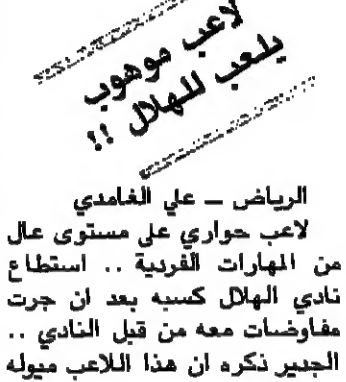 لاعب موهوب
يلعب للهلال !!
الرياض ــ علي الغامدي
لاعب حواري على مستوى عال
من المهارات الفردية .. استطاع
نادي الهلال كسبه بعد ان جرت
مفاوضات معه من قبل النادي ..
الجدير ذكره ان هذا اللاعب ميوله